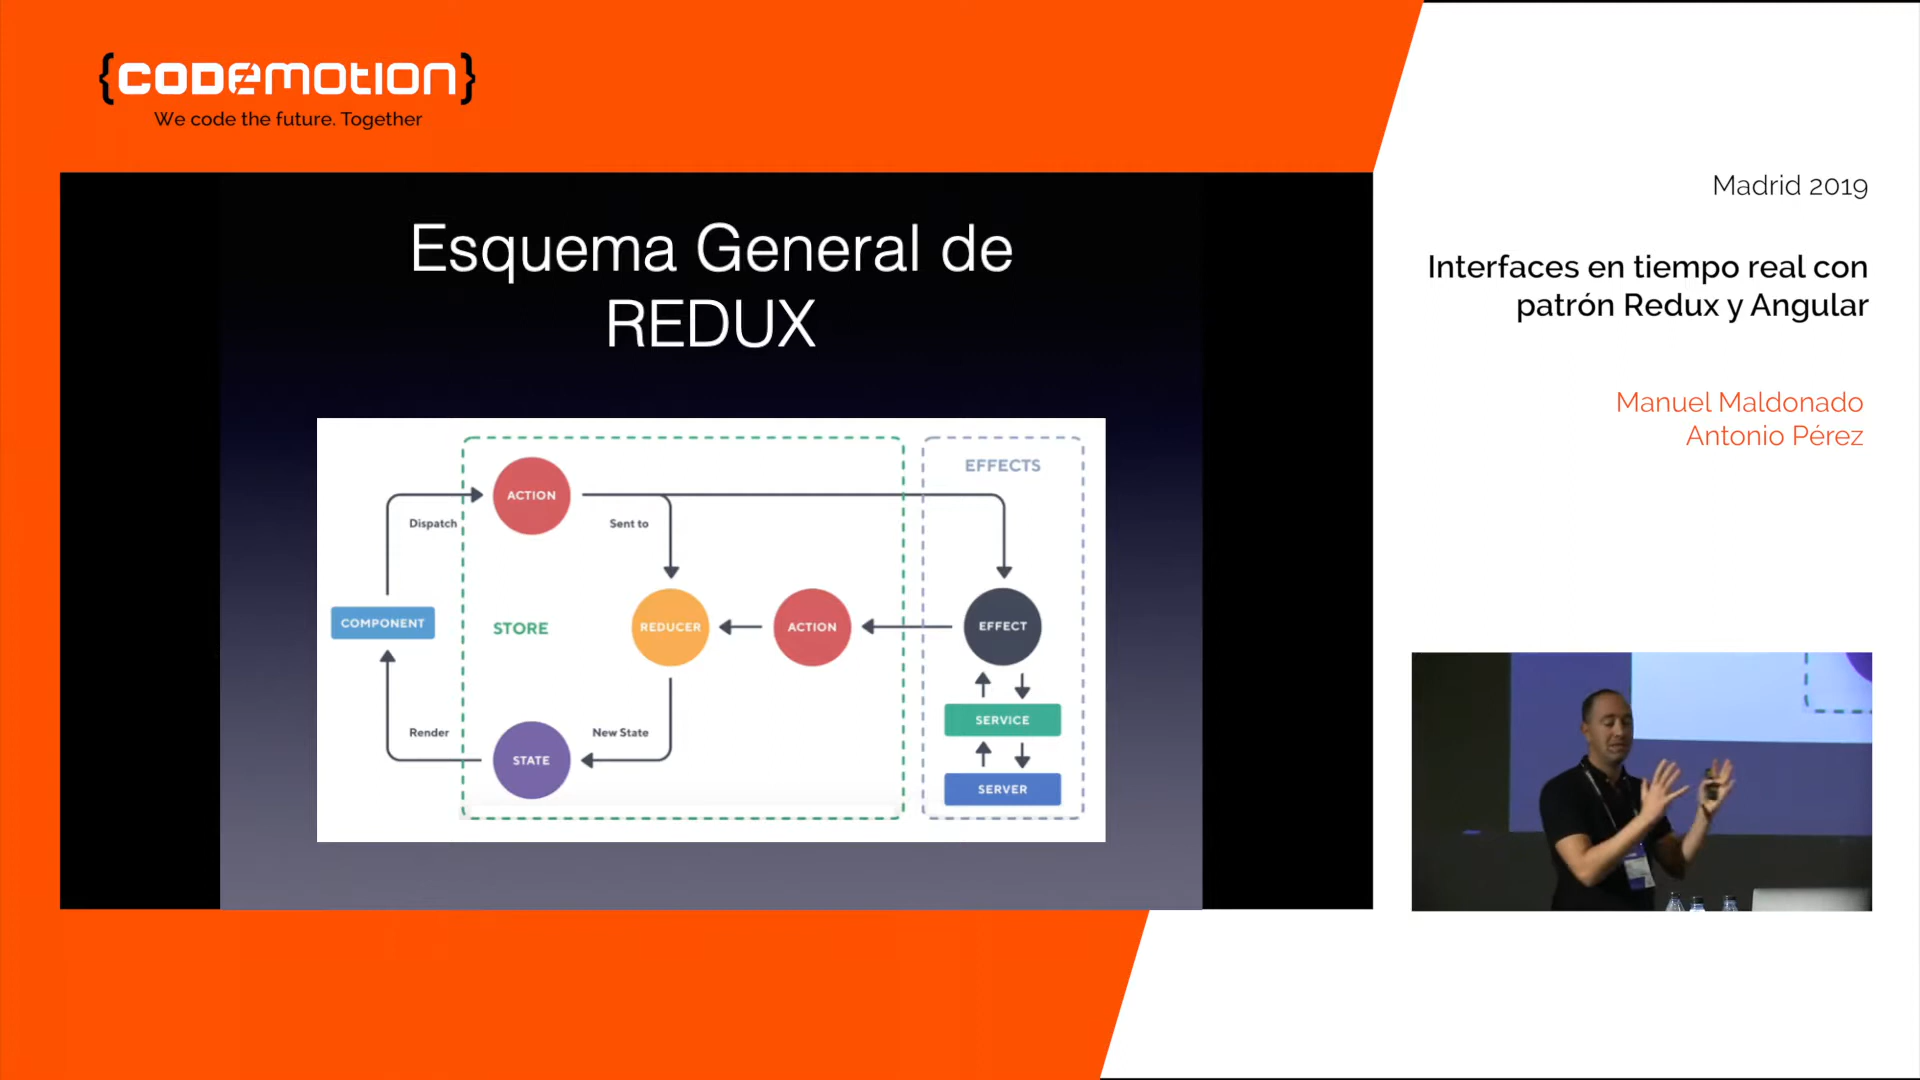 {CODEMOTION}
We code the future. Together
Madrid 2019
Interfaces en tiempo real con
patrón Redux y Angular
Manuel Maldonado
Antonio Pérez
Esquema General de
REDUX
EFFECTS
ACTION
Dispatch
Sent to
COMPONENT
STORE
REDUCER
ACTION
EFFECT
SERVICE
Render
New State
STATE
SERVER